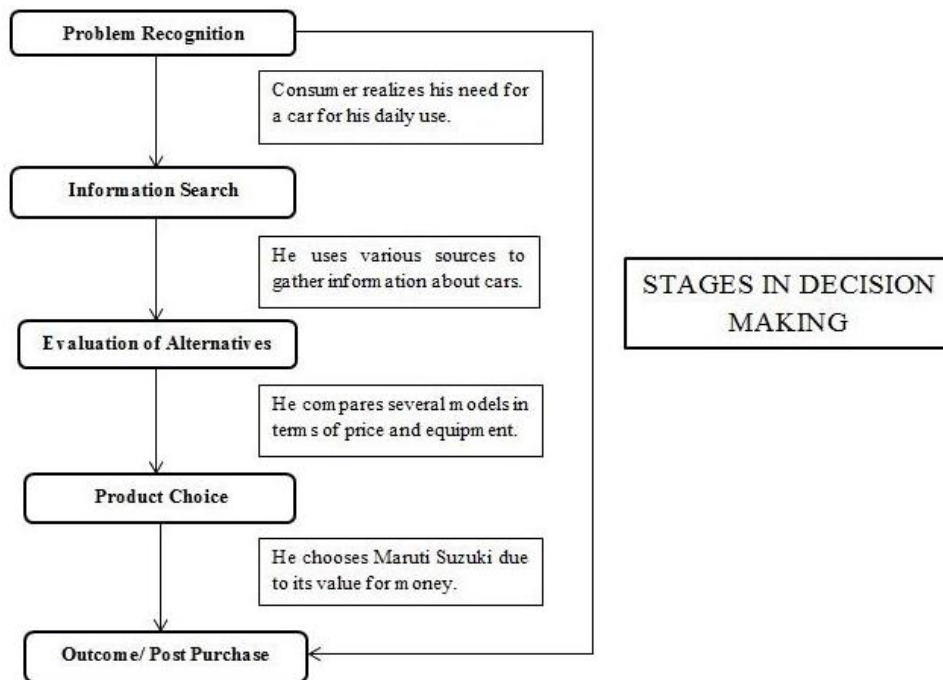 Problem Recognition
Consumer realizes his need for
a car for his daily use.
Information Search
He uses various sources to
gather information about cars.
Evaluation of Alternatives
STAGES IN DECISION
MAKING
He compares several models in
terms of price and equipment.
Product Choice
He chooses Maruti Suzuki due
to its value for money.
Outcome/ Post Purchase